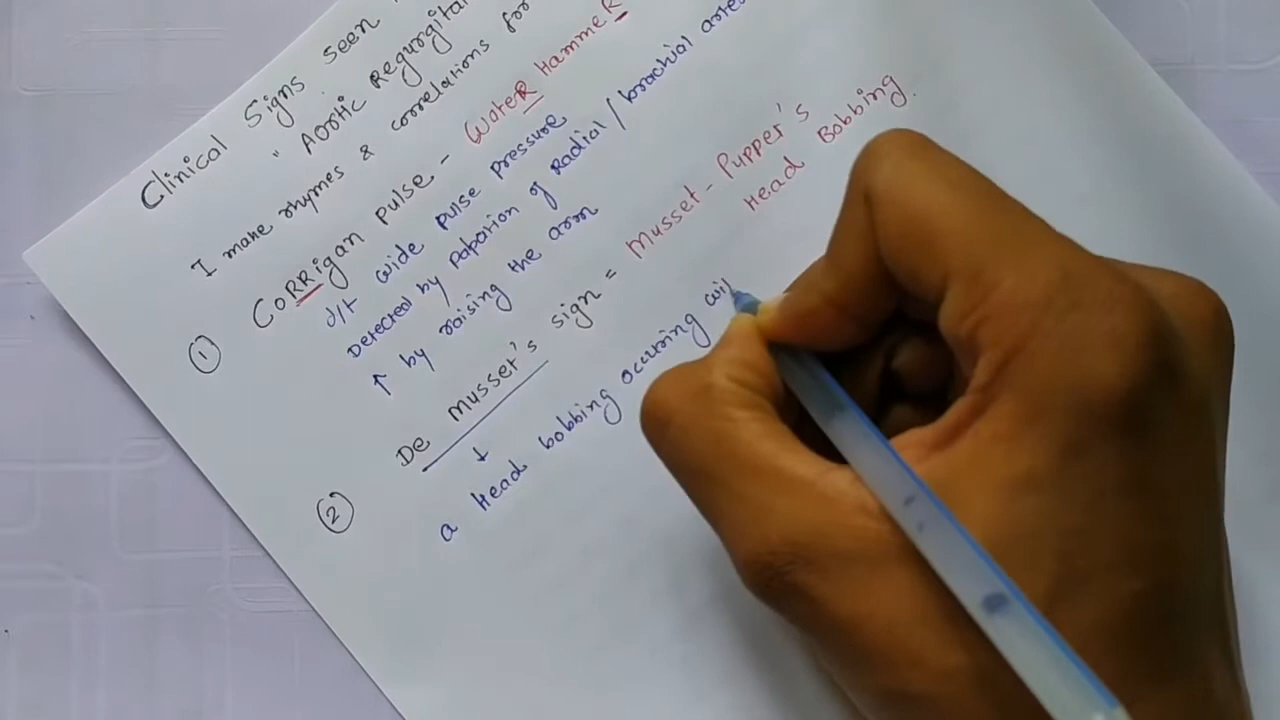 Clinical Signs seen
" Aortic Regurgita
I make rhymes & correlations for
① CoRRigan pulse - WateR HammeR
d/t wide pulse pressure
Detected by palpation of Radial / brachial arte
↑ by raising the arm
② De Musset's sign = Musset - Pupper's
Head Bobbing.
↓
a Head bobbing occuring wit